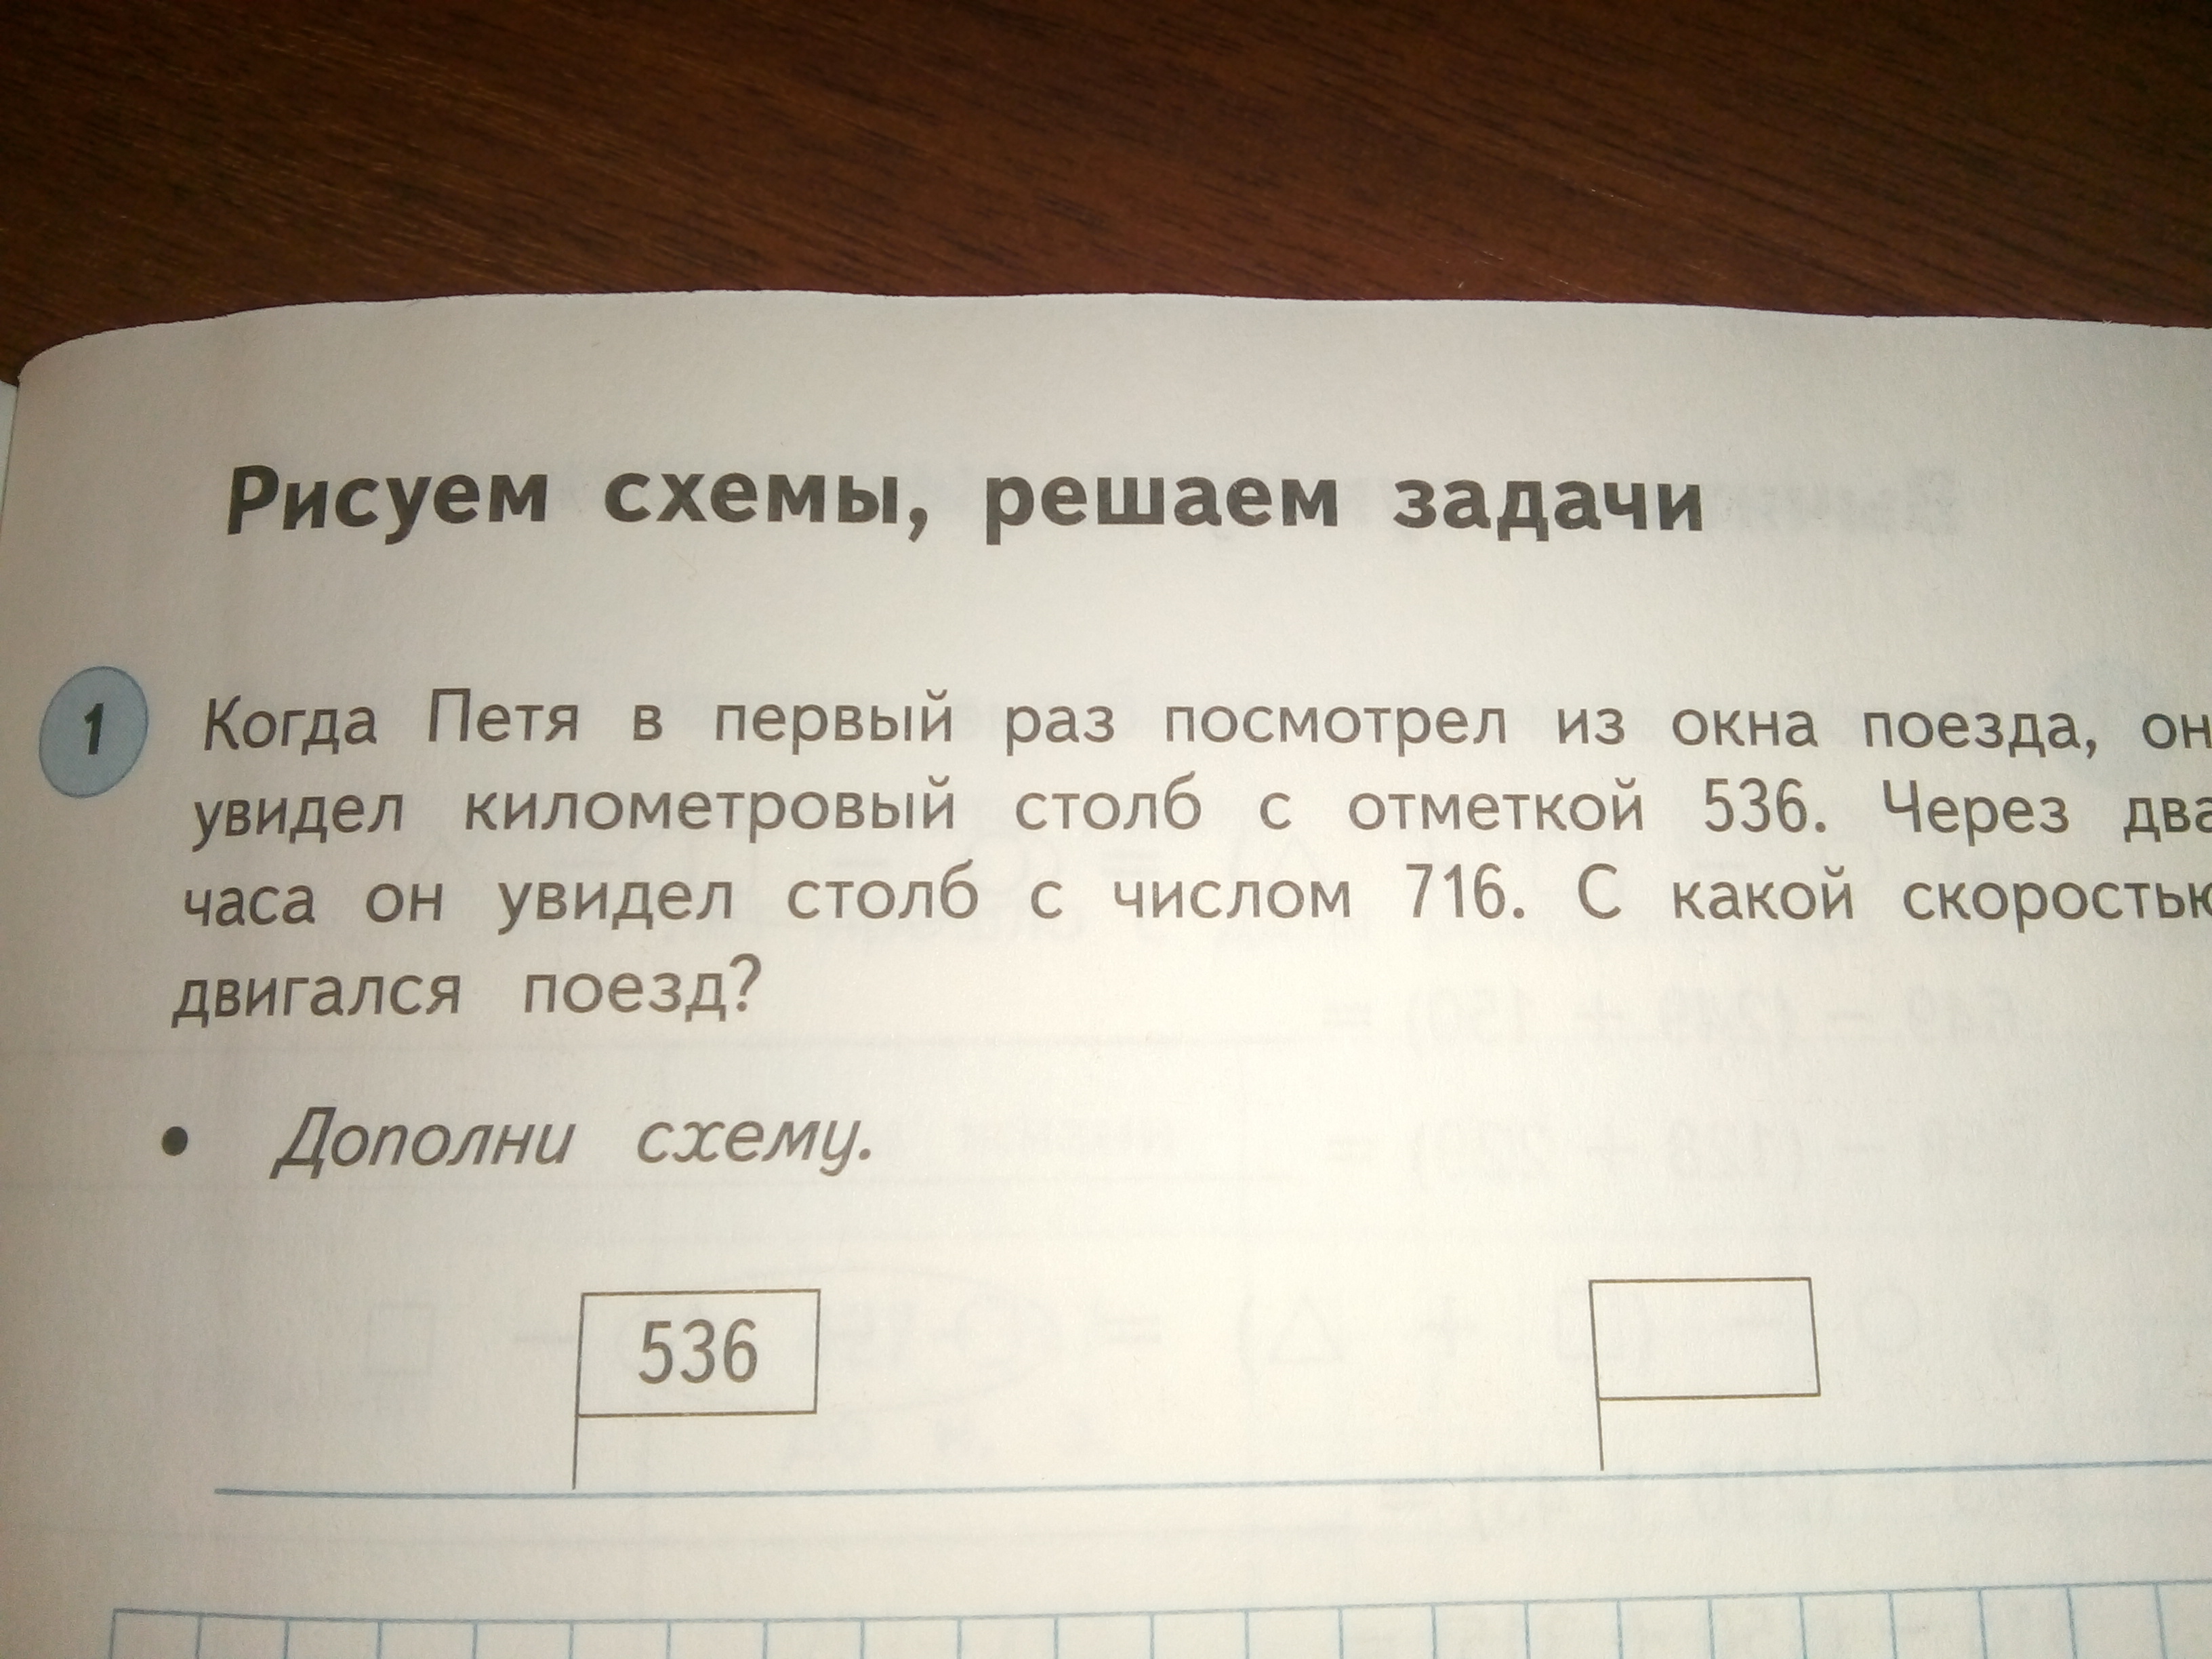 Рисуем схемы, решаем задачи
1 Когда Петя в первый раз посмотрел из окна поезда, он
увидел километровый столб с отметкой 536. Через два
часа он увидел столб с числом 716. С какой скоростью
двигался поезд?
• Дополни схему.
536